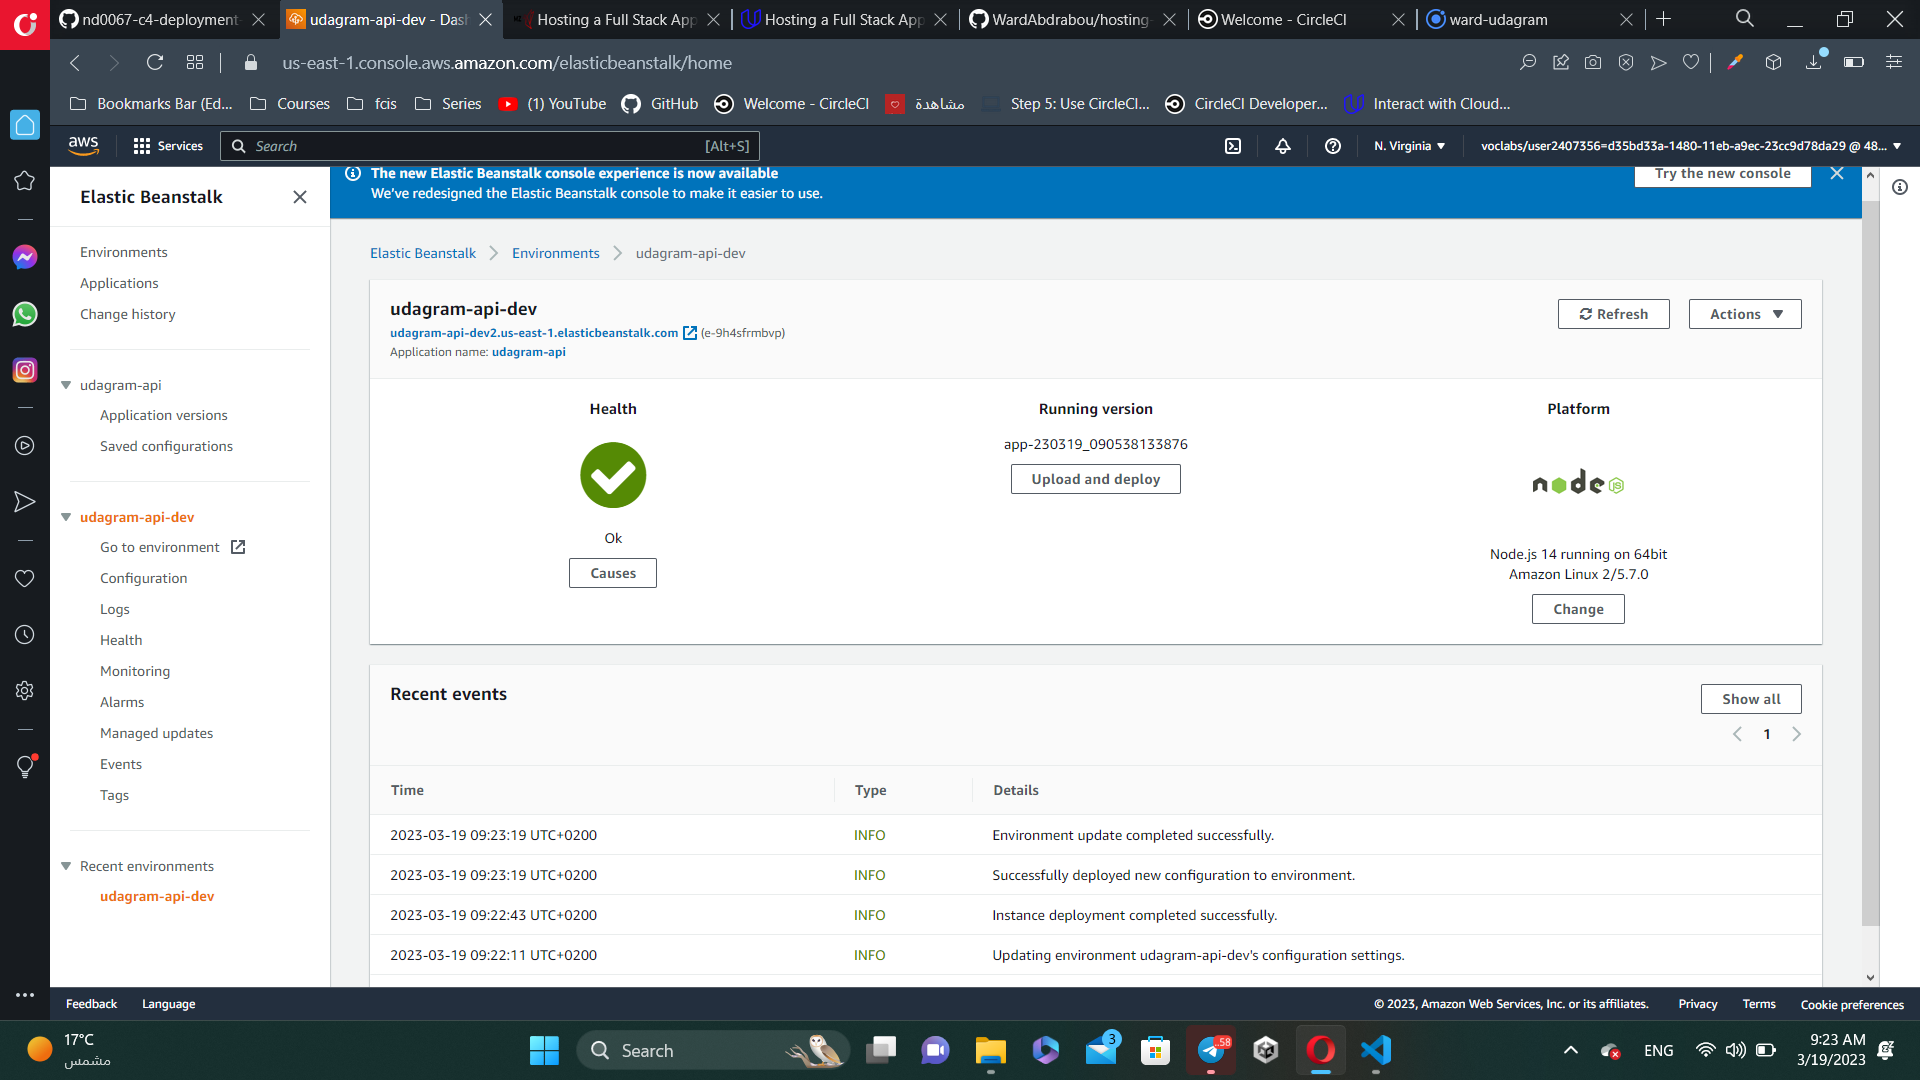 nd0067-c4-deployment-
udagram-api-dev - Das
Hosting a Full Stack App
Hosting a Full Stack App
WardAbdrabou/hosting-
Welcome - CircleCI
ward-udagram
us-east-1.console.aws.amazon.com/elasticbeanstalk/home
Bookmarks Bar (Ed...
Courses
fcis
Series
(1) YouTube
GitHub
Welcome - CircleCI
مشاهدة
Step 5: Use CircleCI...
CircleCI Developer...
Interact with Cloud...
aws
Services
Search
[Alt+S]
N. Virginia
voclabs/user2407356=d35bd33a-1480-11eb-a9ec-23cc9d78da29 @ 48...
Elastic Beanstalk
Environments
Applications
Change history
udagram-api
Application versions
Saved configurations
udagram-api-dev
Go to environment
Configuration
Logs
Health
Monitoring
Alarms
Managed updates
Events
Tags
Recent environments
udagram-api-dev
The new Elastic Beanstalk console experience is now available
We've redesigned the Elastic Beanstalk console to make it easier to use.
Try the new console
Elastic Beanstalk
Environments
udagram-api-dev
udagram-api-dev
udagram-api-dev2.us-east-1.elasticbeanstalk.com (e-9h4sfrmbvp)
Application name: udagram-api
Refresh
Actions
Health
Ok
Causes
Running version
app-230319_090538133876
Upload and deploy
Platform
node JS
Node.js 14 running on 64bit
Amazon Linux 2/5.7.0
Change
Recent events
Show all
1
Time Type Details
2023-03-19 09:23:19 UTC+0200 INFO Environment update completed successfully.
2023-03-19 09:23:19 UTC+0200 INFO Successfully deployed new configuration to environment.
2023-03-19 09:22:43 UTC+0200 INFO Instance deployment completed successfully.
2023-03-19 09:22:11 UTC+0200 INFO Updating environment udagram-api-dev's configuration settings.
Feedback
Language
© 2023, Amazon Web Services, Inc. or its affiliates.
Privacy
Terms
Cookie preferences
17°C
مشمس
Search
3
58
ENG
9:23 AM
3/19/2023